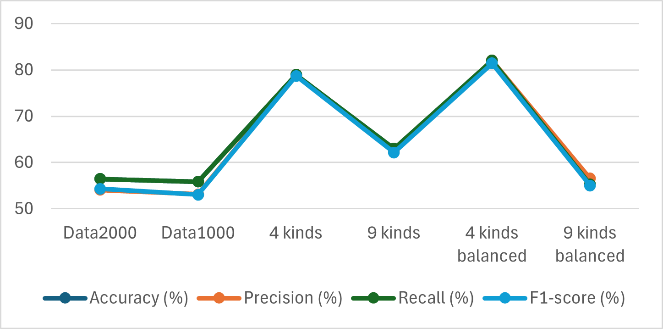 90
80
70
60
50
Data2000 Data1000 4 kinds 9 kinds 4 kinds balanced 9 kinds balanced
Accuracy (%) Precision (%) Recall (%) F1-score (%)